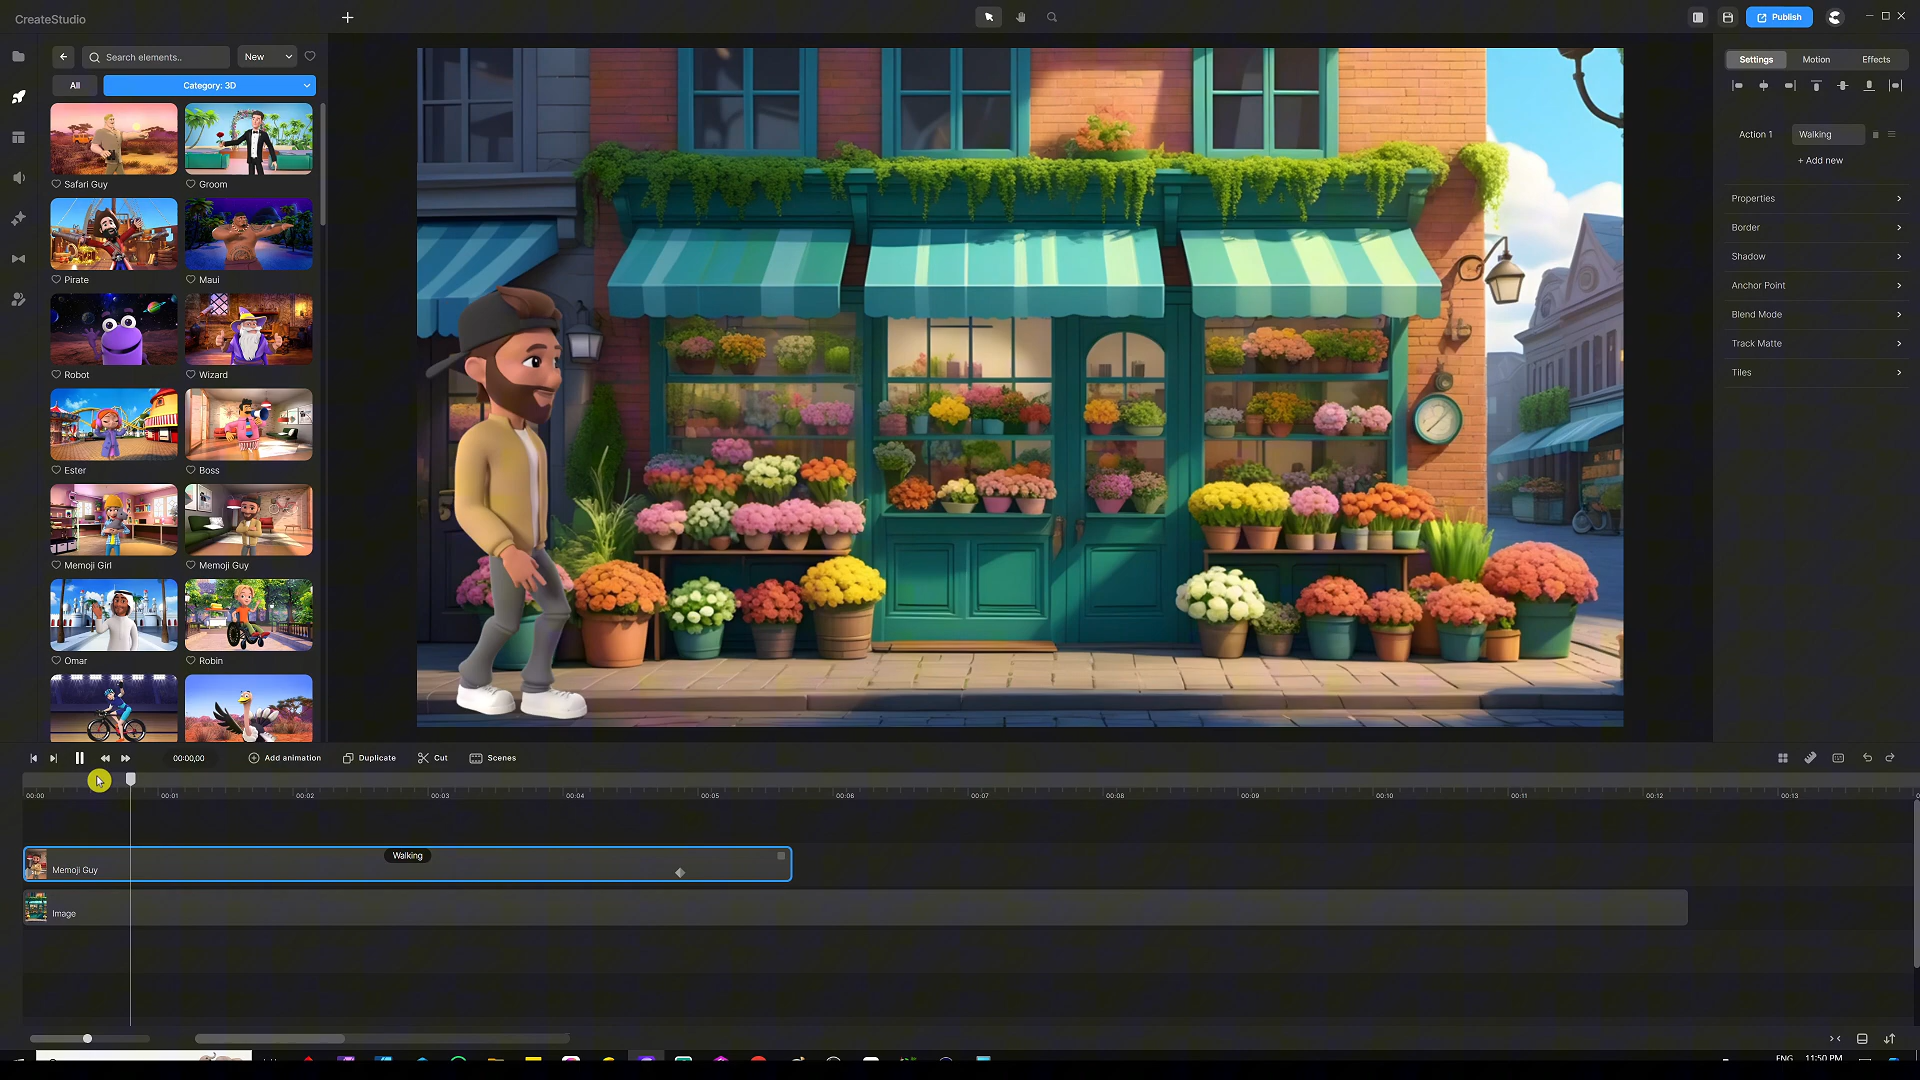 CreateStudio
Publish
Search elements..
New
All
Category: 3D
Safari Guy
Groom
Pirate
Maui
Robot
Wizard
Ester
Boss
Memoji Girl
Memoji Guy
Omar
Robin
Settings
Motion
Effects
Action 1
Walking
+ Add new
Properties
Border
Shadow
Anchor Point
Blend Mode
Track Matte
Tiles
00:00,00
Add animation
Duplicate
Cut
Scenes
00:00
00:01
00:02
00:03
00:04
00:05
00:06
00:07
00:08
00:09
00:10
00:11
00:12
00:13
Walking
Memoji Guy
Image
ENG
11:50 PM